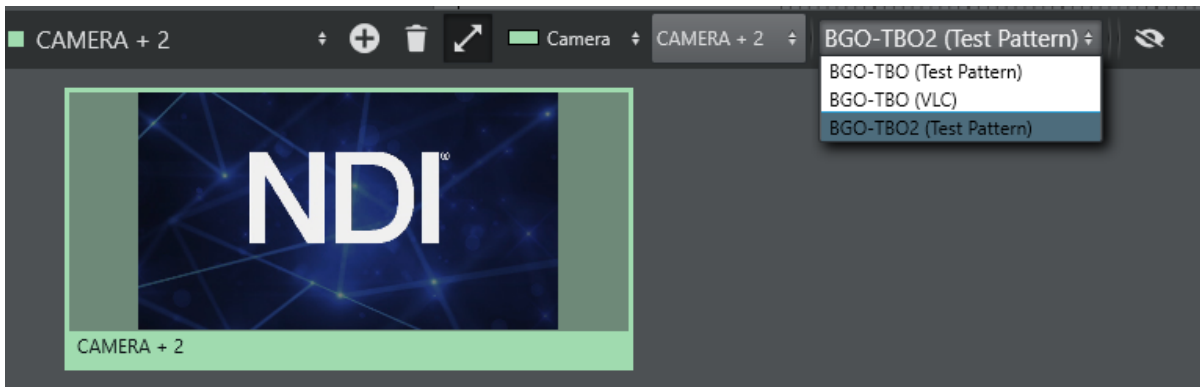 CAMERA + 2 Camera CAMERA + 2 BGO-TBO2 (Test Pattern)
BGO-TBO (Test Pattern)
BGO-TBO (VLC)
BGO-TBO2 (Test Pattern)
NDI®
CAMERA + 2